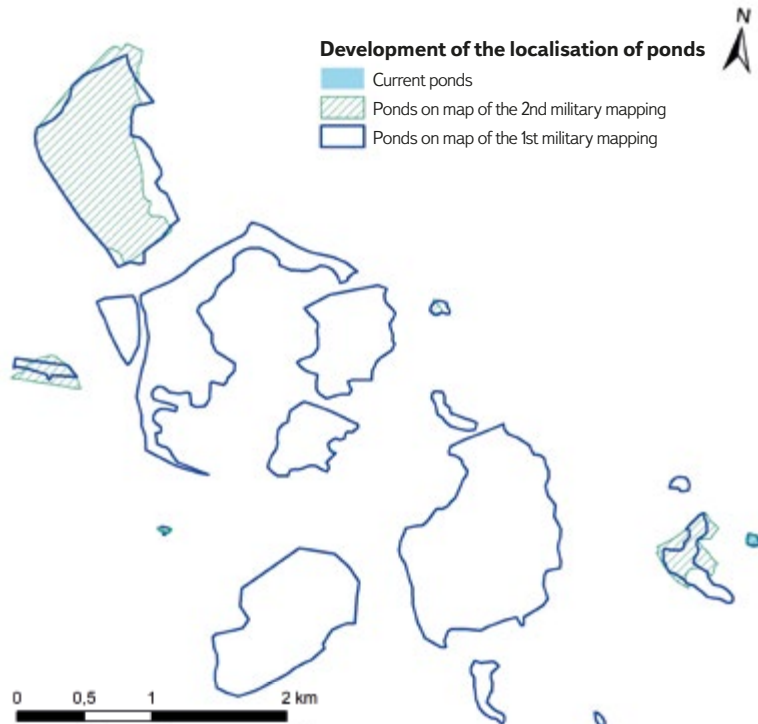 N
Development of the localisation of ponds
Current ponds
Ponds on map of the 2nd military mapping
Ponds on map of the 1st military mapping
0 0,5 1 2 km